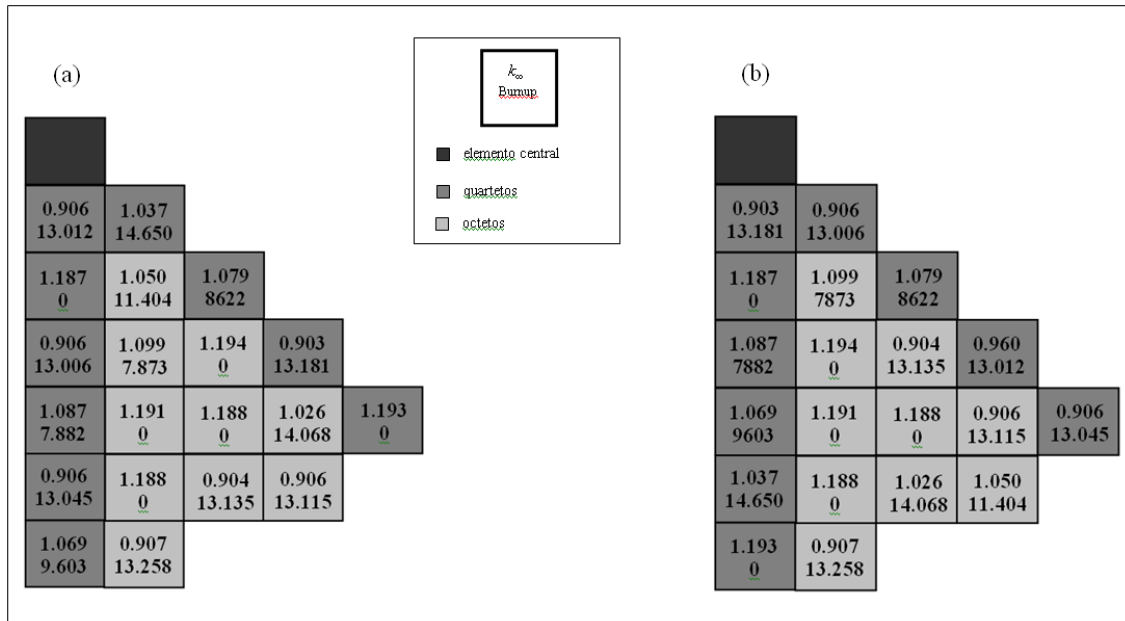 (a)
k∞
Burnup
elemento central
quartetos
octetos
(b)
0.906 1.037
13.012 14.650
1.187 1.050 1.079
0 11.404 8622
0.906 1.099 1.194 0.903
13.006 7.873 0 13.181
1.087 1.191 1.188 1.026 1.193
7.882 0 0 14.068 0
0.906 1.188 0.904 0.906
13.045 0 13.135 13.115
1.069 0.907
9.603 13.258
0.903 0.906
13.181 13.006
1.187 1.099 1.079
0 7873 8622
1.087 1.194 0.904 0.960
7882 0 13.135 13.012
1.069 1.191 1.188 0.906 0.906
9603 0 0 13.115 13.045
1.037 1.188 1.026 1.050
14.650 0 14.068 11.404
1.193 0.907
0 13.258